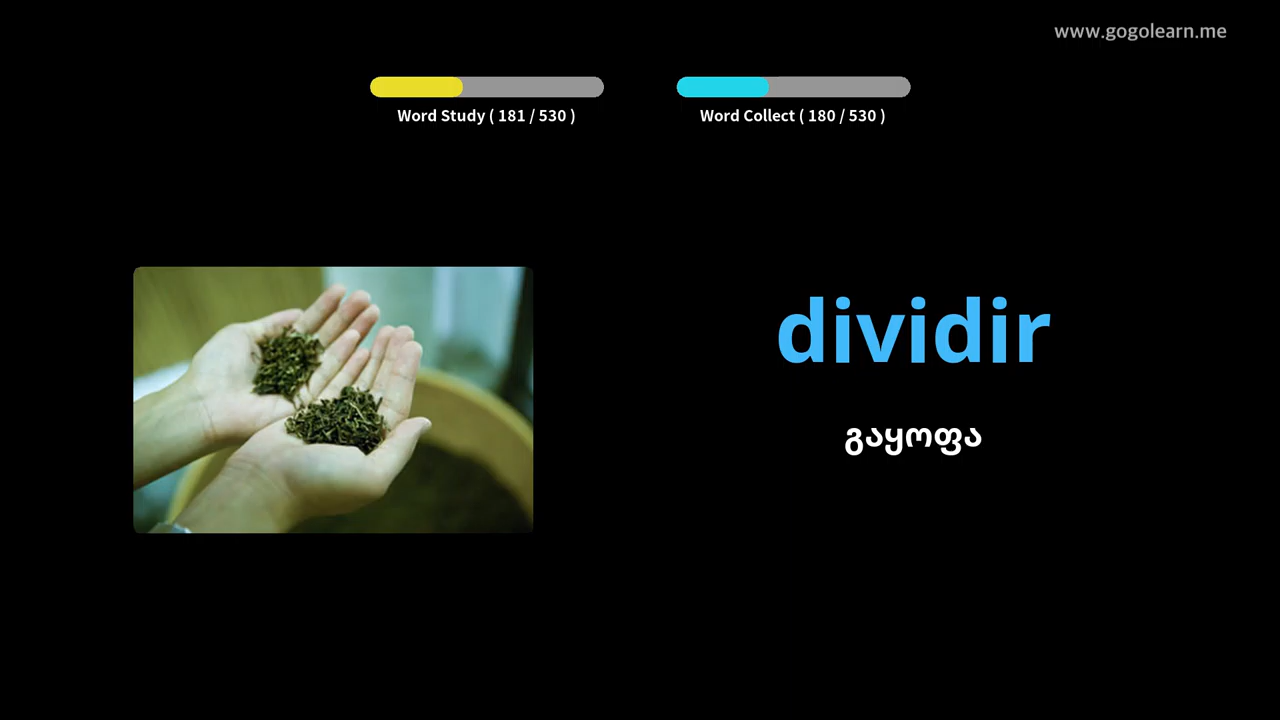 www.gogolearn.me
Word Study ( 181 / 530 )
Word Collect ( 180 / 530 )
dividir
გაყოფა